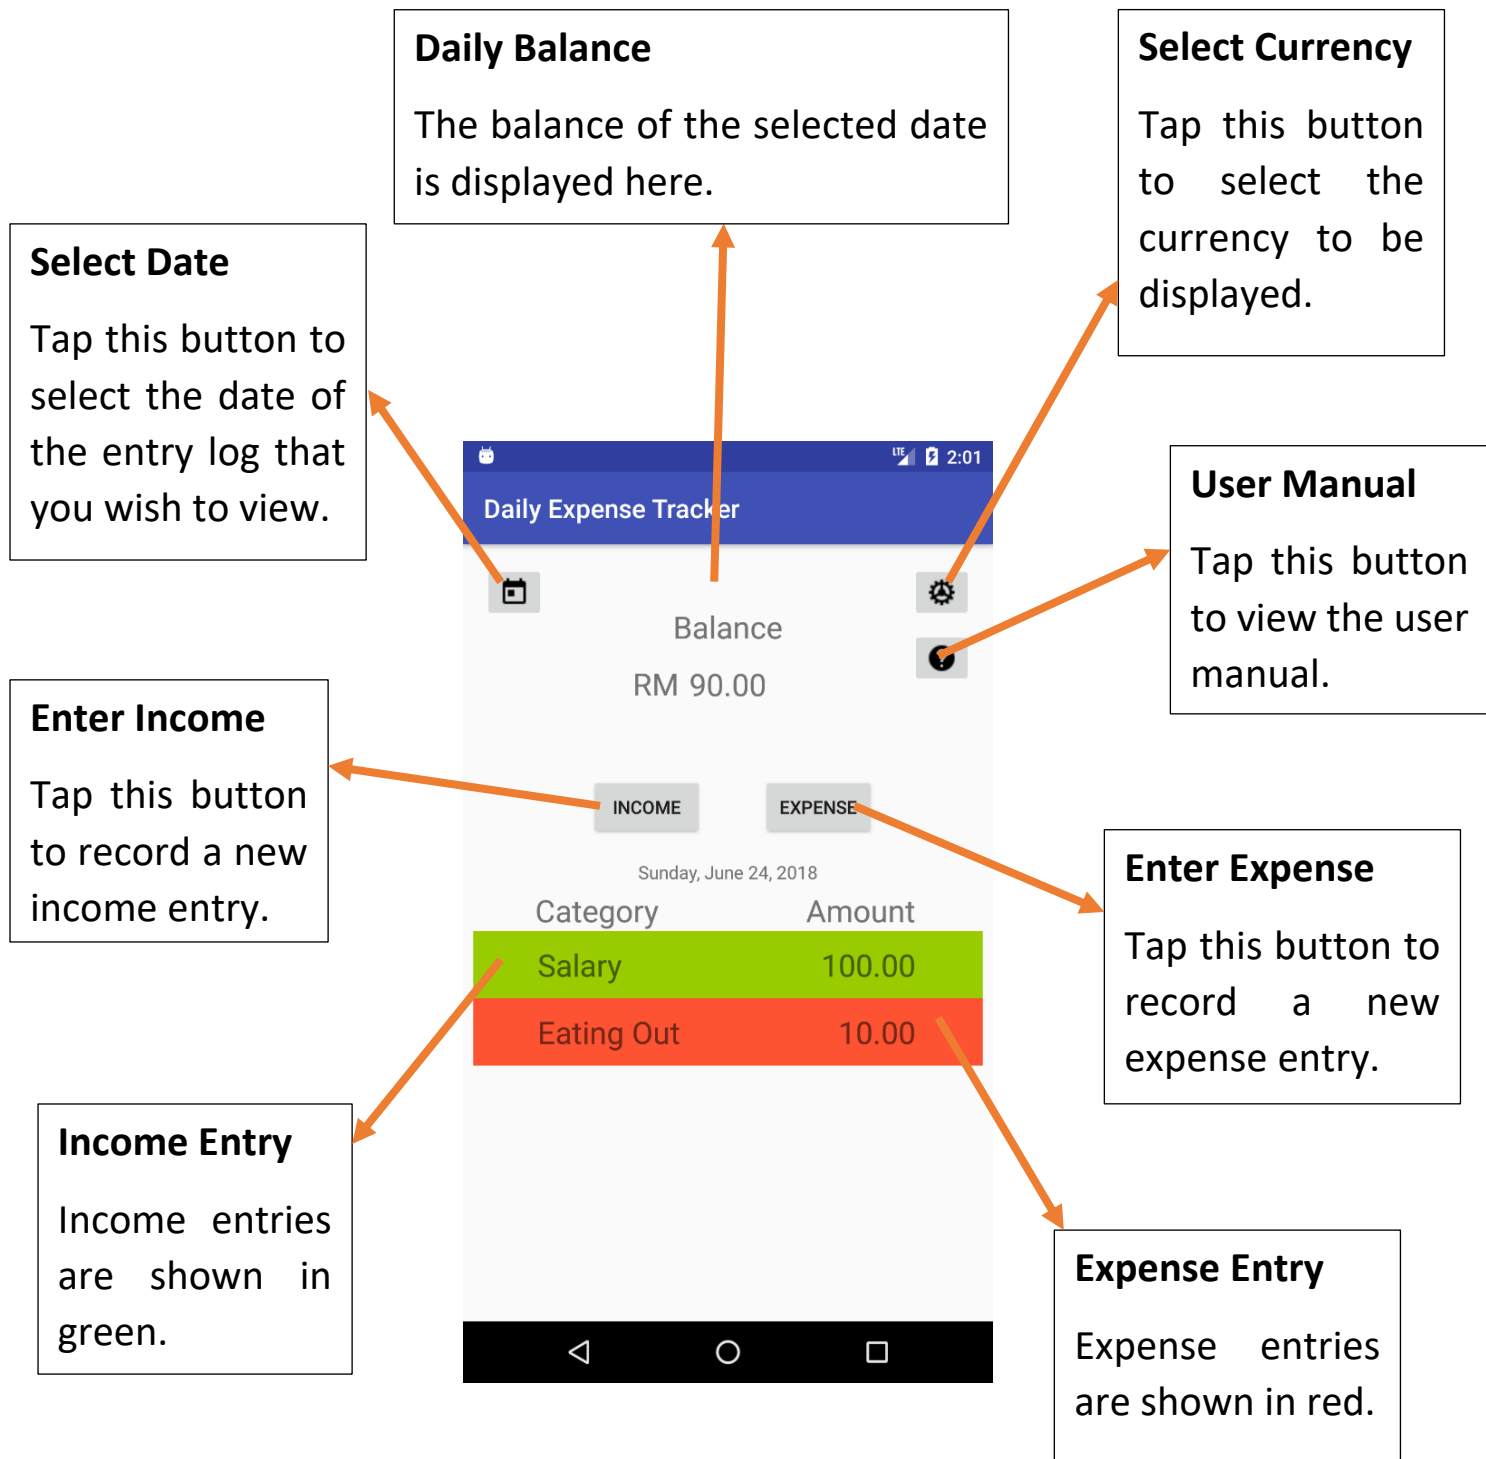 Daily Balance
The balance of the selected date
is displayed here.
Select Currency
Tap this button
to select the
currency to be
displayed.
Select Date
Tap this button to
select the date of
the entry log that
you wish to view.
LTE 2:01
Daily Expense Tracker
User Manual
Tap this button
to view the user
manual.
Balance
RM 90.00
Enter Income
Tap this button
to record a new
income entry.
INCOME EXPENSE
Enter Expense
Tap this button to
record a new
expense entry.
Sunday, June 24, 2018
Category Amount
Salary 100.00
Eating Out 10.00
Income Entry
Income entries
are shown in
green.
Expense Entry
Expense entries
are shown in red.